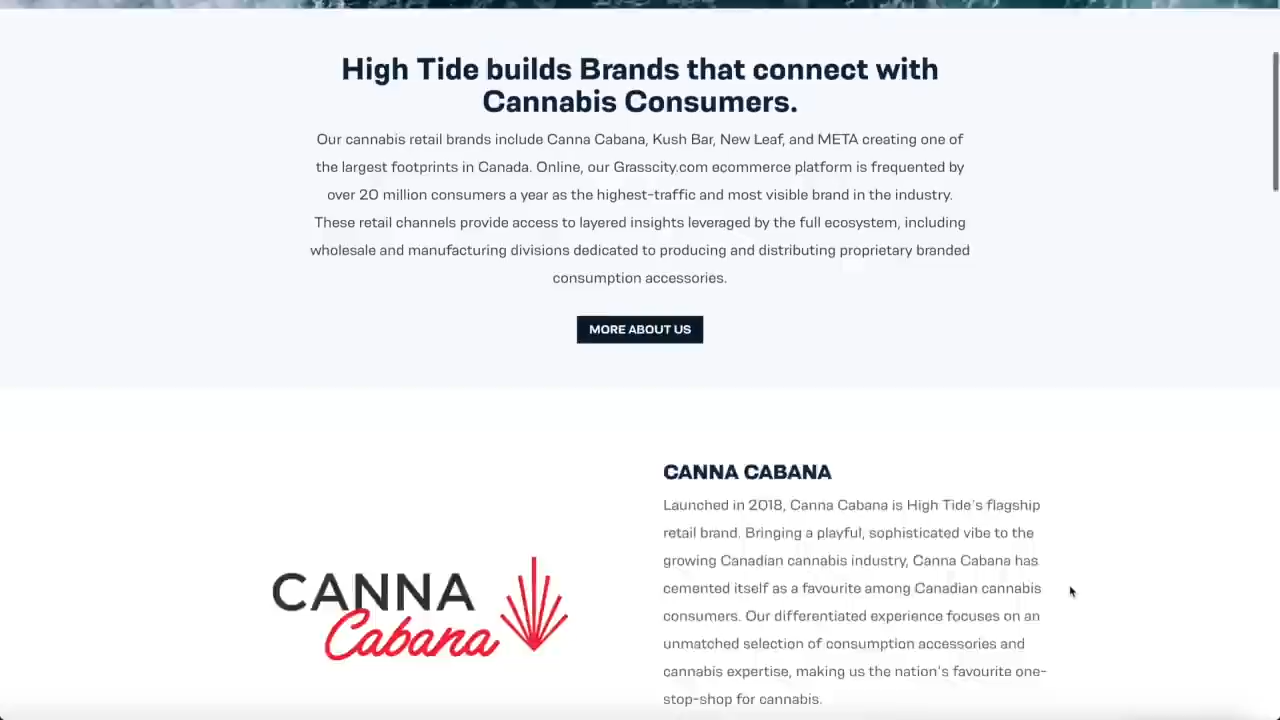 High Tide builds Brands that connect with
Cannabis Consumers.
Our cannabis retail brands include Canna Cabana, Kush Bar, New Leaf, and META creating one of
the largest footprints in Canada. Online, our Grasscity.com ecommerce platform is frequented by
over 20 million consumers a year as the highest-traffic and most visible brand in the industry.
These retail channels provide access to layered insights leveraged by the full ecosystem, including
wholesale and manufacturing divisions dedicated to producing and distributing proprietary branded
consumption accessories.
MORE ABOUT US
CANNA
Cabana
CANNA CABANA
Launched in 2018, Canna Cabana is High Tide's flagship
retail brand. Bringing a playful, sophisticated vibe to the
growing Canadian cannabis industry, Canna Cabana has
cemented itself as a favourite among Canadian cannabis
consumers. Our differentiated experience focuses on an
unmatched selection of consumption accessories and
cannabis expertise, making us the nation's favourite one-
stop-shop for cannabis.